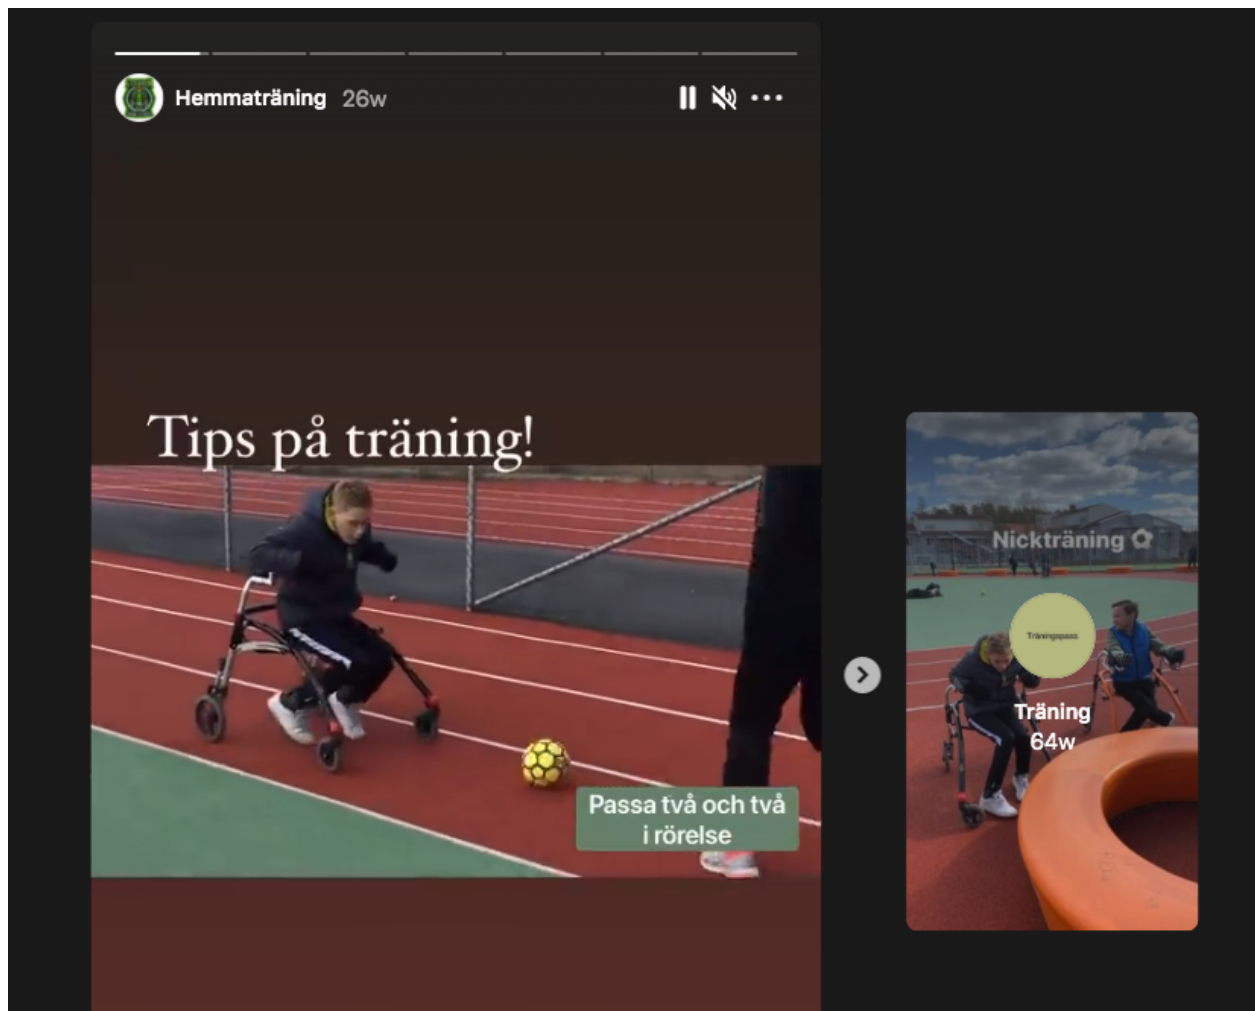 Hemmaträning 26w
Tips på träning!
Passa två och två
i rörelse
Nickträning
Träningspass
Träning
64w